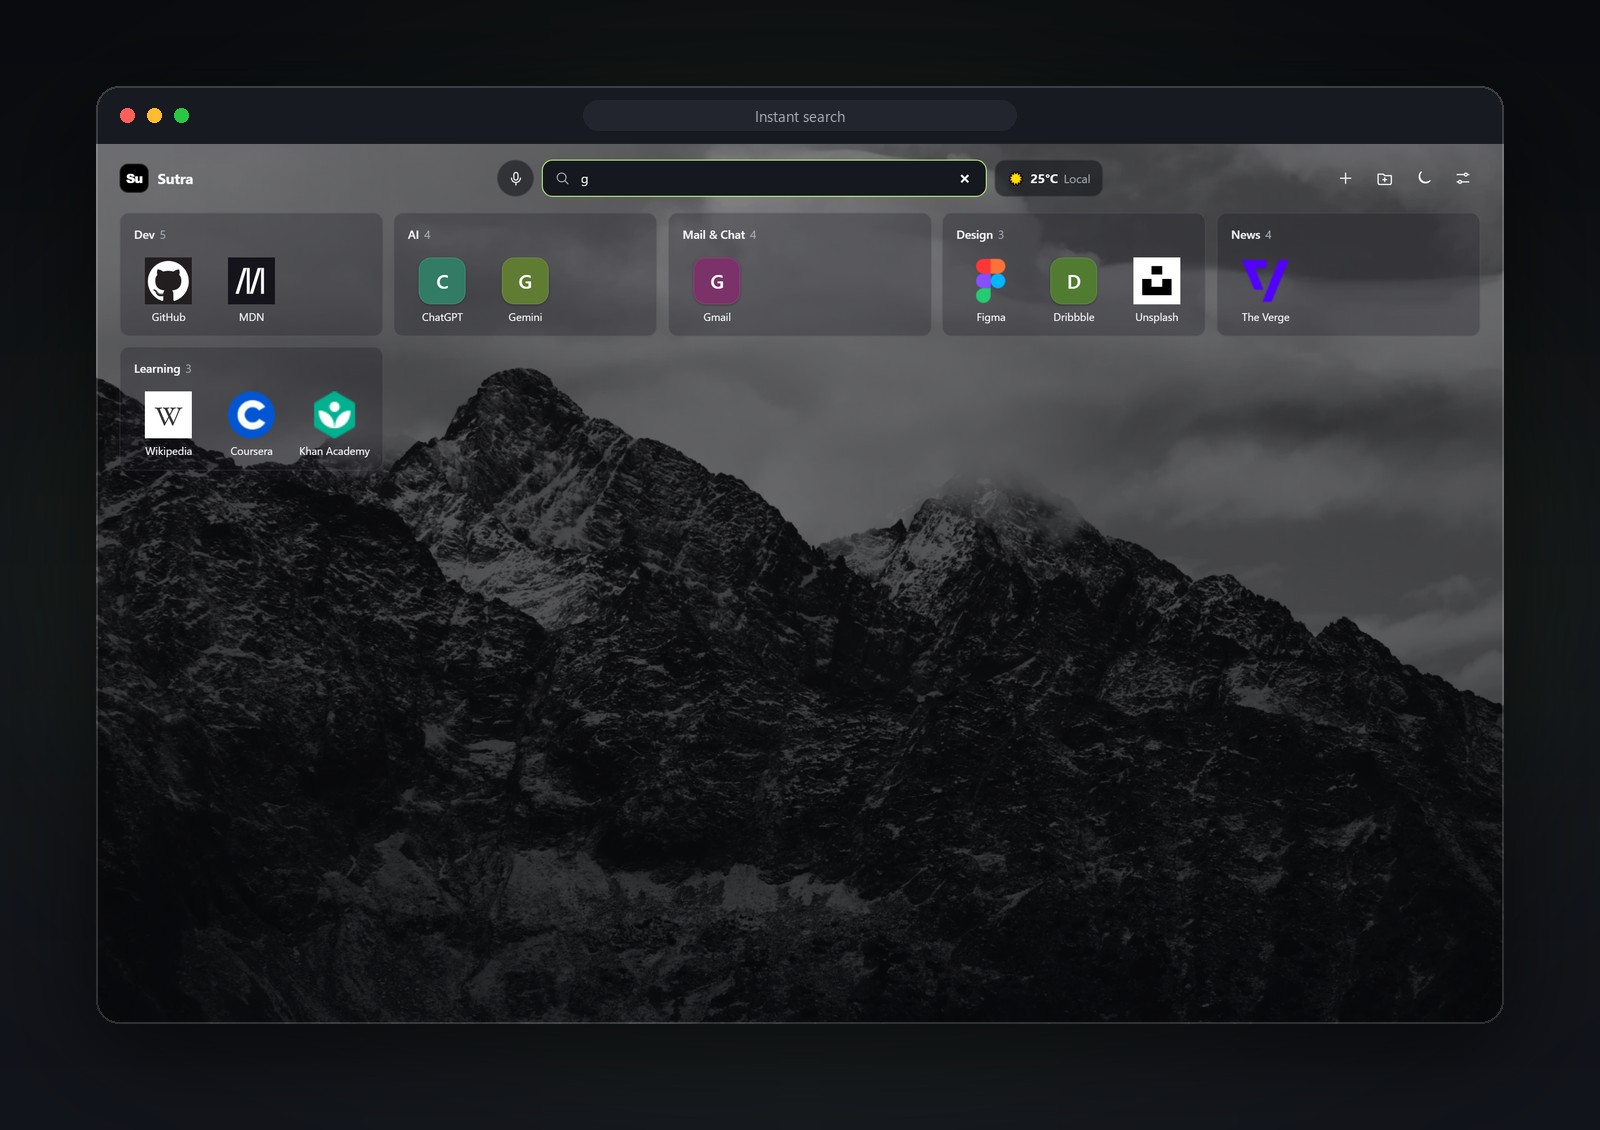 Instant search
Su Sutra
g
25°C Local
Dev 5
GitHub
MDN
AI 4
C
ChatGPT
G
Gemini
Mail & Chat 4
G
Gmail
Design 3
Figma
D
Dribbble
Unsplash
News 4
The Verge
Learning 3
W
Wikipedia
C
Coursera
Khan Academy